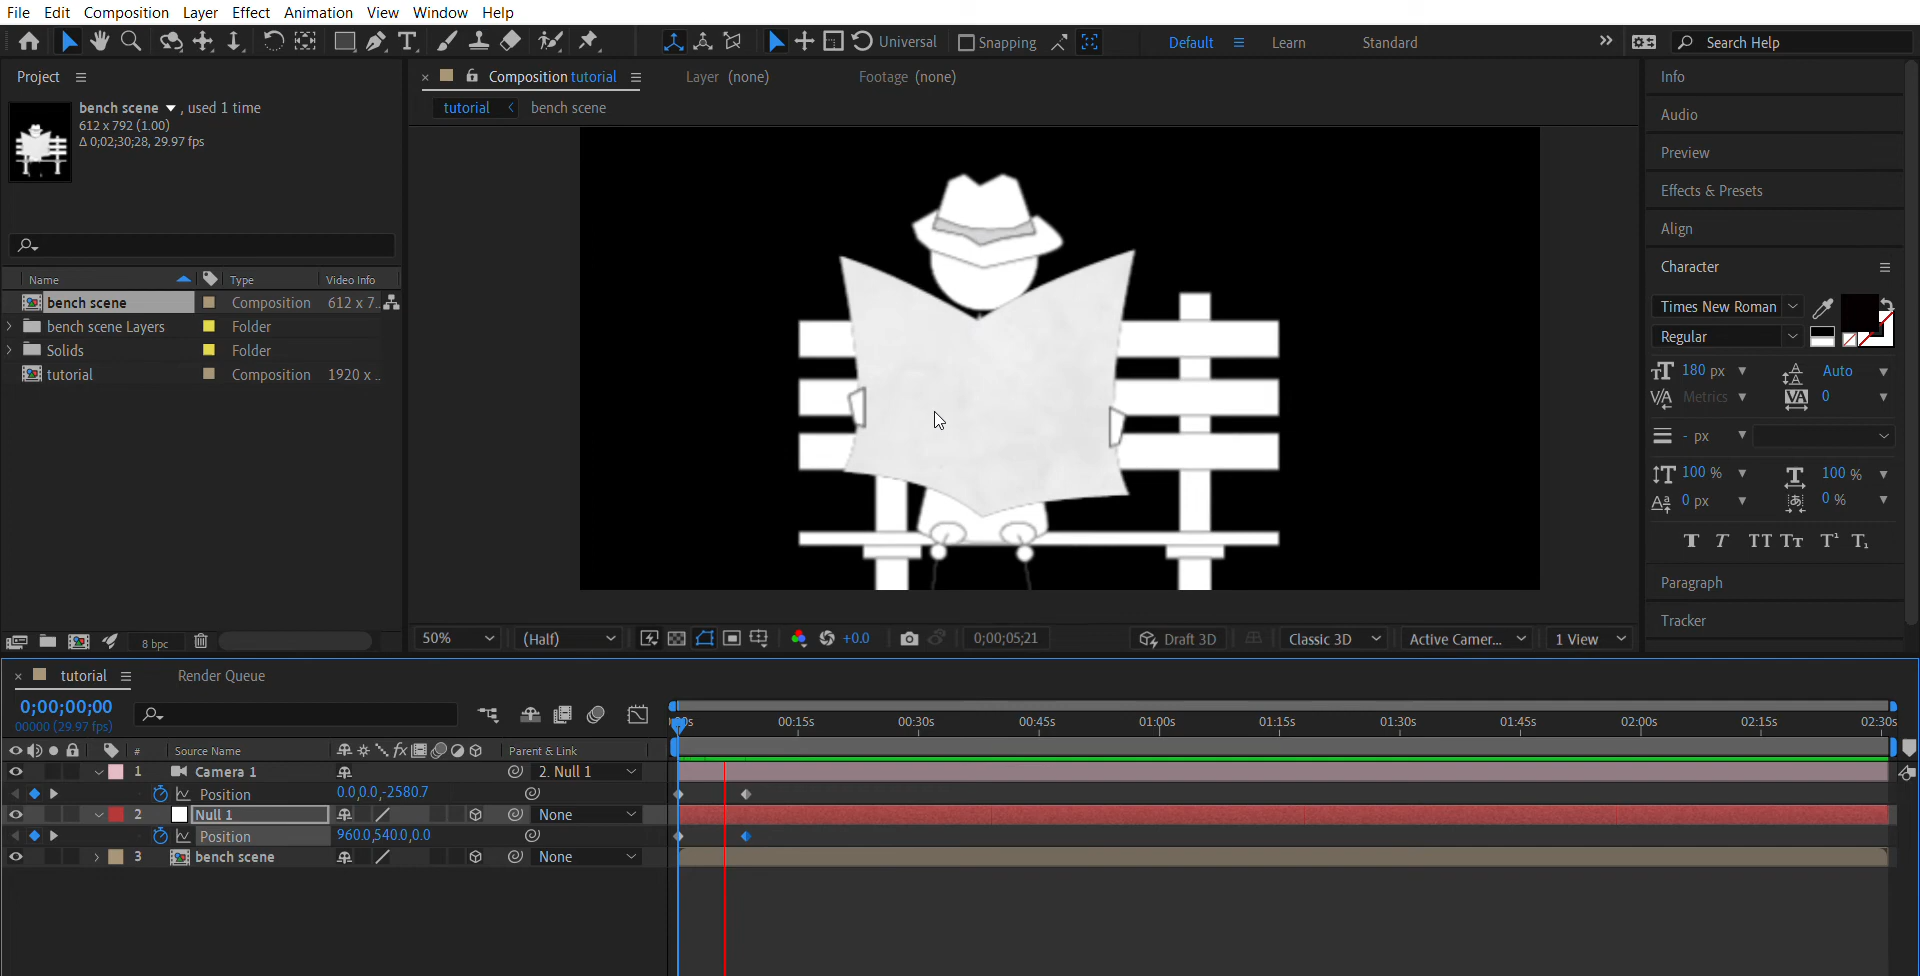 File Edit Composition Layer Effect Animation View Window Help
Universal Snapping Default Learn Standard Search Help
Project
bench scene , used 1 time
612 x 792 (1.00)
Δ 0;02;30;28, 29.97 fps
Composition tutorial Layer (none) Footage (none)
tutorial < bench scene
Name Type Video Info
bench scene Composition 612 x 7..
bench scene Layers Folder
Solids Folder
tutorial Composition 1920 x ..
8 bpc
50% (Half) +0.0 0;00;05;21 Draft 3D Classic 3D Active Camer... 1 View
Info
Audio
Preview
Effects & Presets
Align
Character
Times New Roman
Regular
180 px Auto
Metrics 0
- px
100 % 100 %
0 px 0 %
T T TT Tт T¹ T₁
Paragraph
Tracker
tutorial Render Queue
0;00;00;00
00000 (29.97 fps)
00s 00:15s 00:30s 00:45s 01:00s 01:15s 01:30s 01:45s 02:00s 02:15s 02:30s
# Source Name Parent & Link
1 Camera 1 2. Null 1
Position 0.0,0.0,-2580.7
2 Null 1 None
Position 960.0,540.0,0.0
3 bench scene None